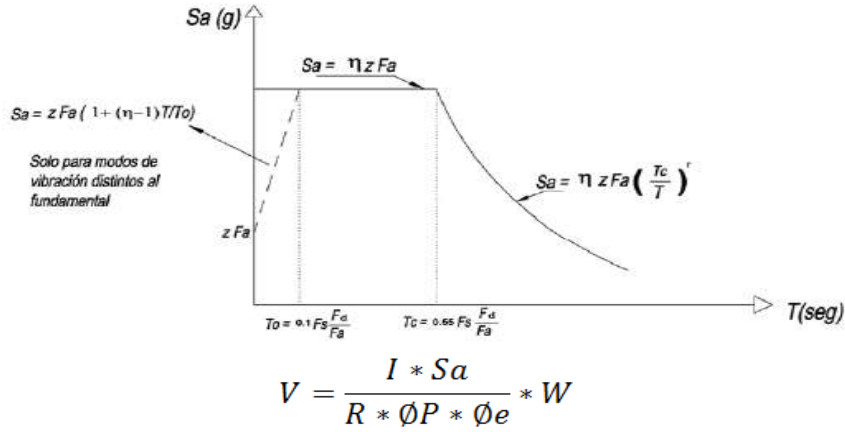 Sa (g)
Sa = η z Fa
Sa = z Fa ( 1 + (η-1)T/To)
Solo para modos de
vibración distintos al
fundamental
Sa = η z Fa ( Tc / T ) ^r
z Fa
To = 0.1 Fs Fd / Fa
Tc = 0.55 Fs Fd / Fa
T(seg)
V = I * Sa / R * ∅P * ∅e * W